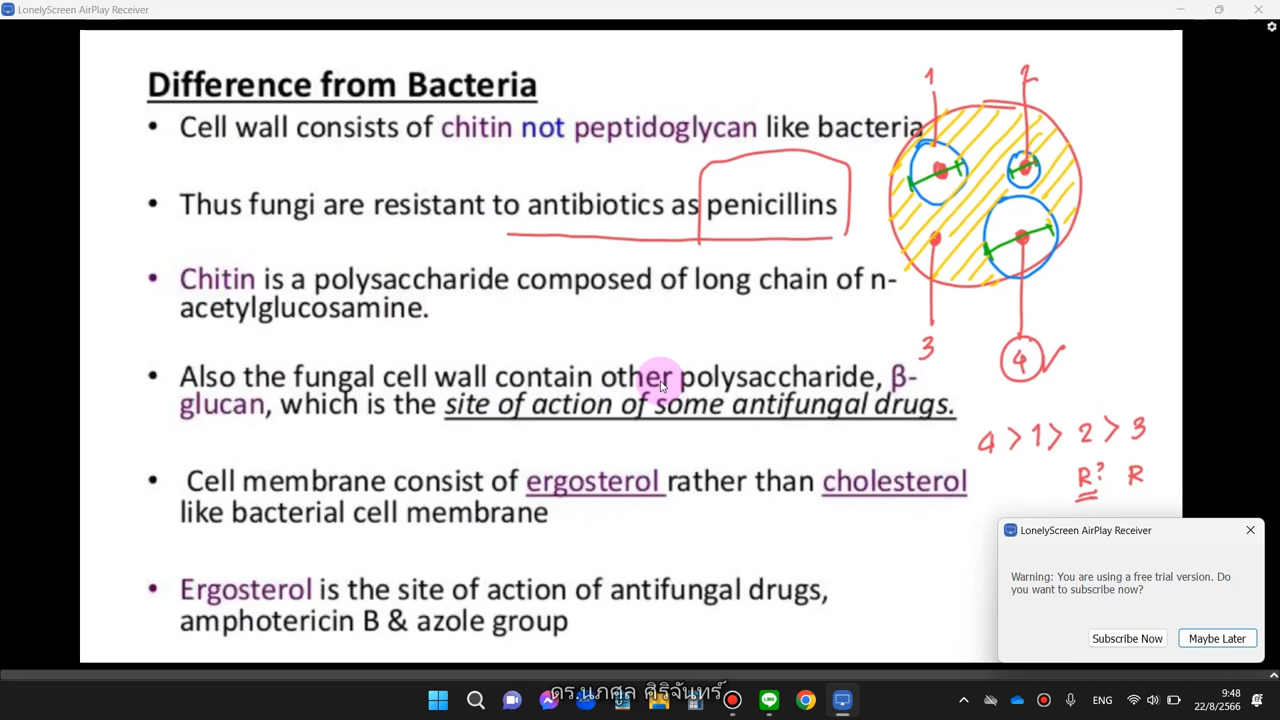 LonelyScreen AirPlay Receiver
Difference from Bacteria
• Cell wall consists of chitin not peptidoglycan like bacteria
• Thus fungi are resistant to antibiotics as penicillins
• Chitin is a polysaccharide composed of long chain of n-
acetylglucosamine.
• Also the fungal cell wall contain other polysaccharide, β-
glucan, which is the site of action of some antifungal drugs.
• Cell membrane consist of ergosterol rather than cholesterol
like bacterial cell membrane
• Ergosterol is the site of action of antifungal drugs,
amphotericin B & azole group
1 2
3 4
4 > 1 > 2 > 3
R? R
LonelyScreen AirPlay Receiver
Warning: You are using a free trial version. Do
you want to subscribe now?
Subscribe Now Maybe Later
ดร.นภศูล ศิริจันทร์
ENG
9:48
22/8/2566